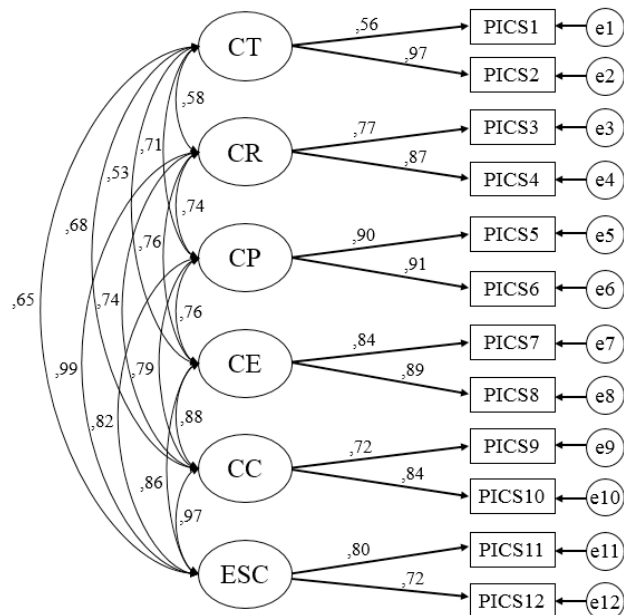 ,56
PICS1
e1
CT
,97
PICS2
e2
,58
,77
PICS3
e3
,71
CR
,87
PICS4
e4
,53
,74
,90
PICS5
e5
,68
,76
CP
,91
PICS6
e6
,65
,74
,76
,84
PICS7
e7
,99
,79
CE
,89
PICS8
e8
,82
,88
,72
PICS9
e9
CC
,84
PICS10
e10
,86
,97
,80
PICS11
e11
ESC
,72
PICS12
e12